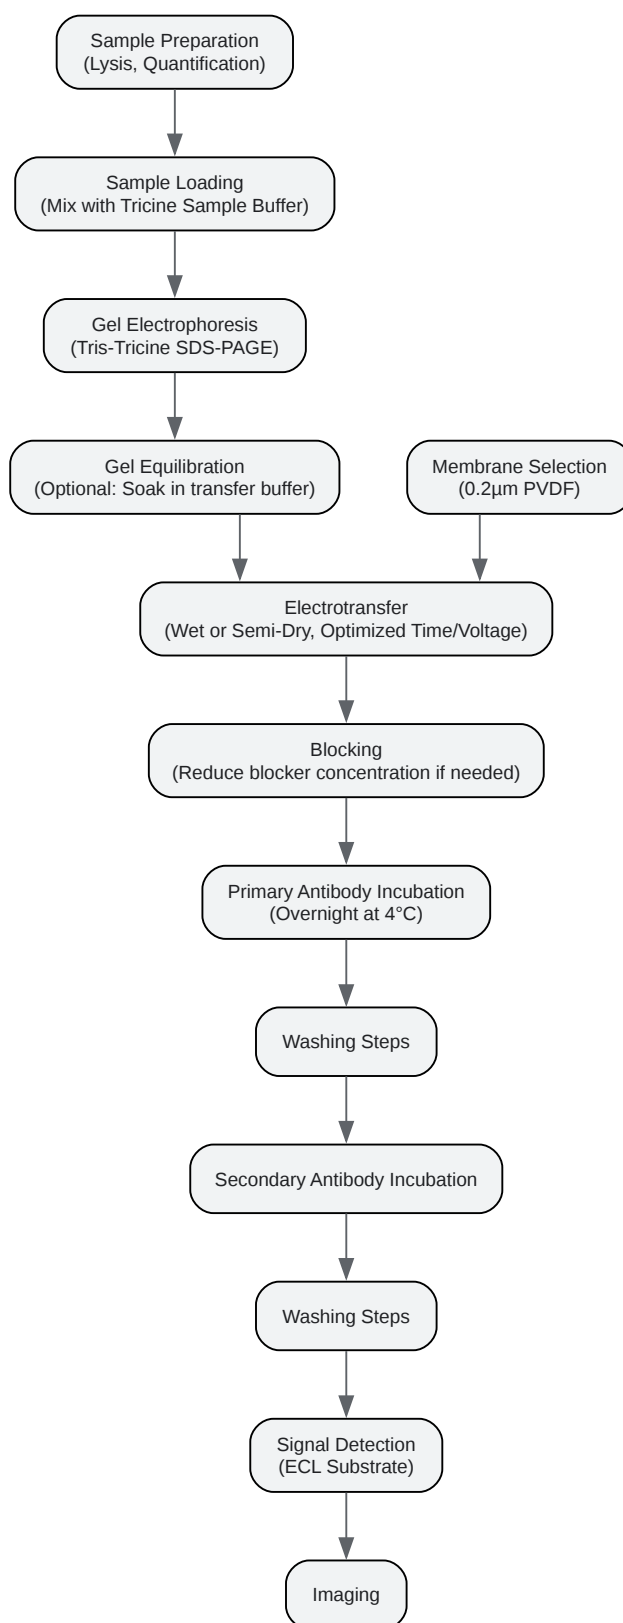 Sample Preparation
(Lysis, Quantification)
Sample Loading
(Mix with Tricine Sample Buffer)
Gel Electrophoresis
(Tris-Tricine SDS-PAGE)
Gel Equilibration
(Optional: Soak in transfer buffer)
Membrane Selection
(0.2µm PVDF)
Electrotransfer
(Wet or Semi-Dry, Optimized Time/Voltage)
Blocking
(Reduce blocker concentration if needed)
Primary Antibody Incubation
(Overnight at 4°C)
Washing Steps
Secondary Antibody Incubation
Washing Steps
Signal Detection
(ECL Substrate)
Imaging